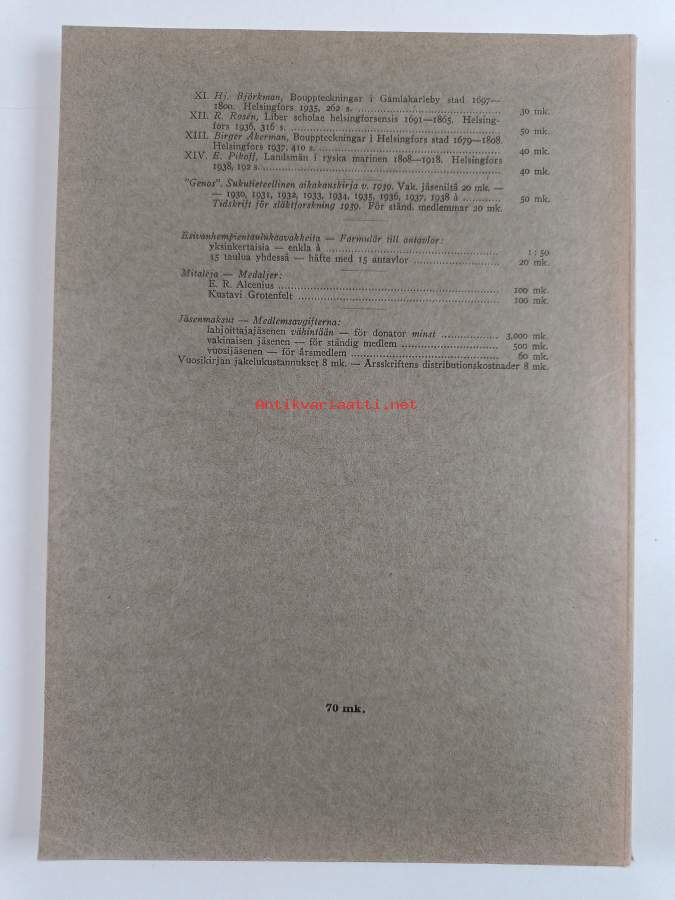 XI. Hj. Björkman, Bouppteckningar i Gamlakarleby stad 1697—
1800. Helsingfors 1935, 262 s. .......... 30 mk.
XII. R. Rosén, Liber scholae helsingforsensis 1691—1865. Helsing-
fors 1936, 316 s. .......... 50 mk.
XIII. Birger Åkerman, Bouppteckningar i Helsingfors stad 1679—1808.
Helsingfors 1937, 410 s. .......... 40 mk.
XIV. E. Pihoff, Landsmän i ryska marinen 1808—1918. Helsingfors
1938, 192 s. .......... 40 mk.
"Genos". Sukutieteellinen aikakauskirja v. 1939. Vak. jäseniltä 20 mk. —
— 1930, 1931, 1932, 1933, 1934, 1935, 1936, 1937, 1938 à .......... 50 mk.
Tidskrift för släktforskning 1939. För ständ. medlemmar 20 mk.
Esivanhempientaulukaavakkeita — Formulär till antavlor:
yksinkertaisia — enkla à .......... 1:50
15 taulua yhdessä — häfte med 15 antavlor .......... 20 mk.
Mitaleja — Medaljer:
E. R. Alcenius .......... 100 mk.
Kustavi Grotenfelt .......... 100 mk.
Jäsenmaksut — Medlemsavgifterna:
lahjoittajajäsenen vähintään — för donator minst .......... 3,000 mk.
vakinaisen jäsenen — för ständig medlem .......... 500 mk.
vuosijäsenen — för årsmedlem .......... 60 mk.
Vuosikirjan jakelukustannukset 8 mk. — Årsskriftens distributionskostnader 8 mk.
Antikvariaatti.net
70 mk.